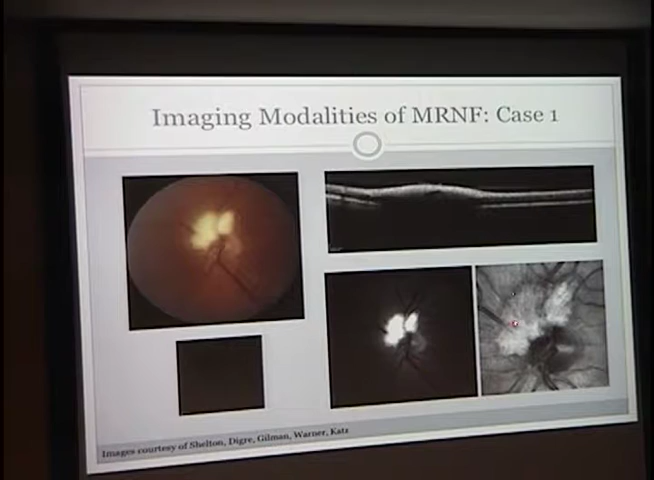 Imaging Modalities of MRNF: Case 1
Images courtesy of Shelton, Digre, Gilman, Warner, Katz